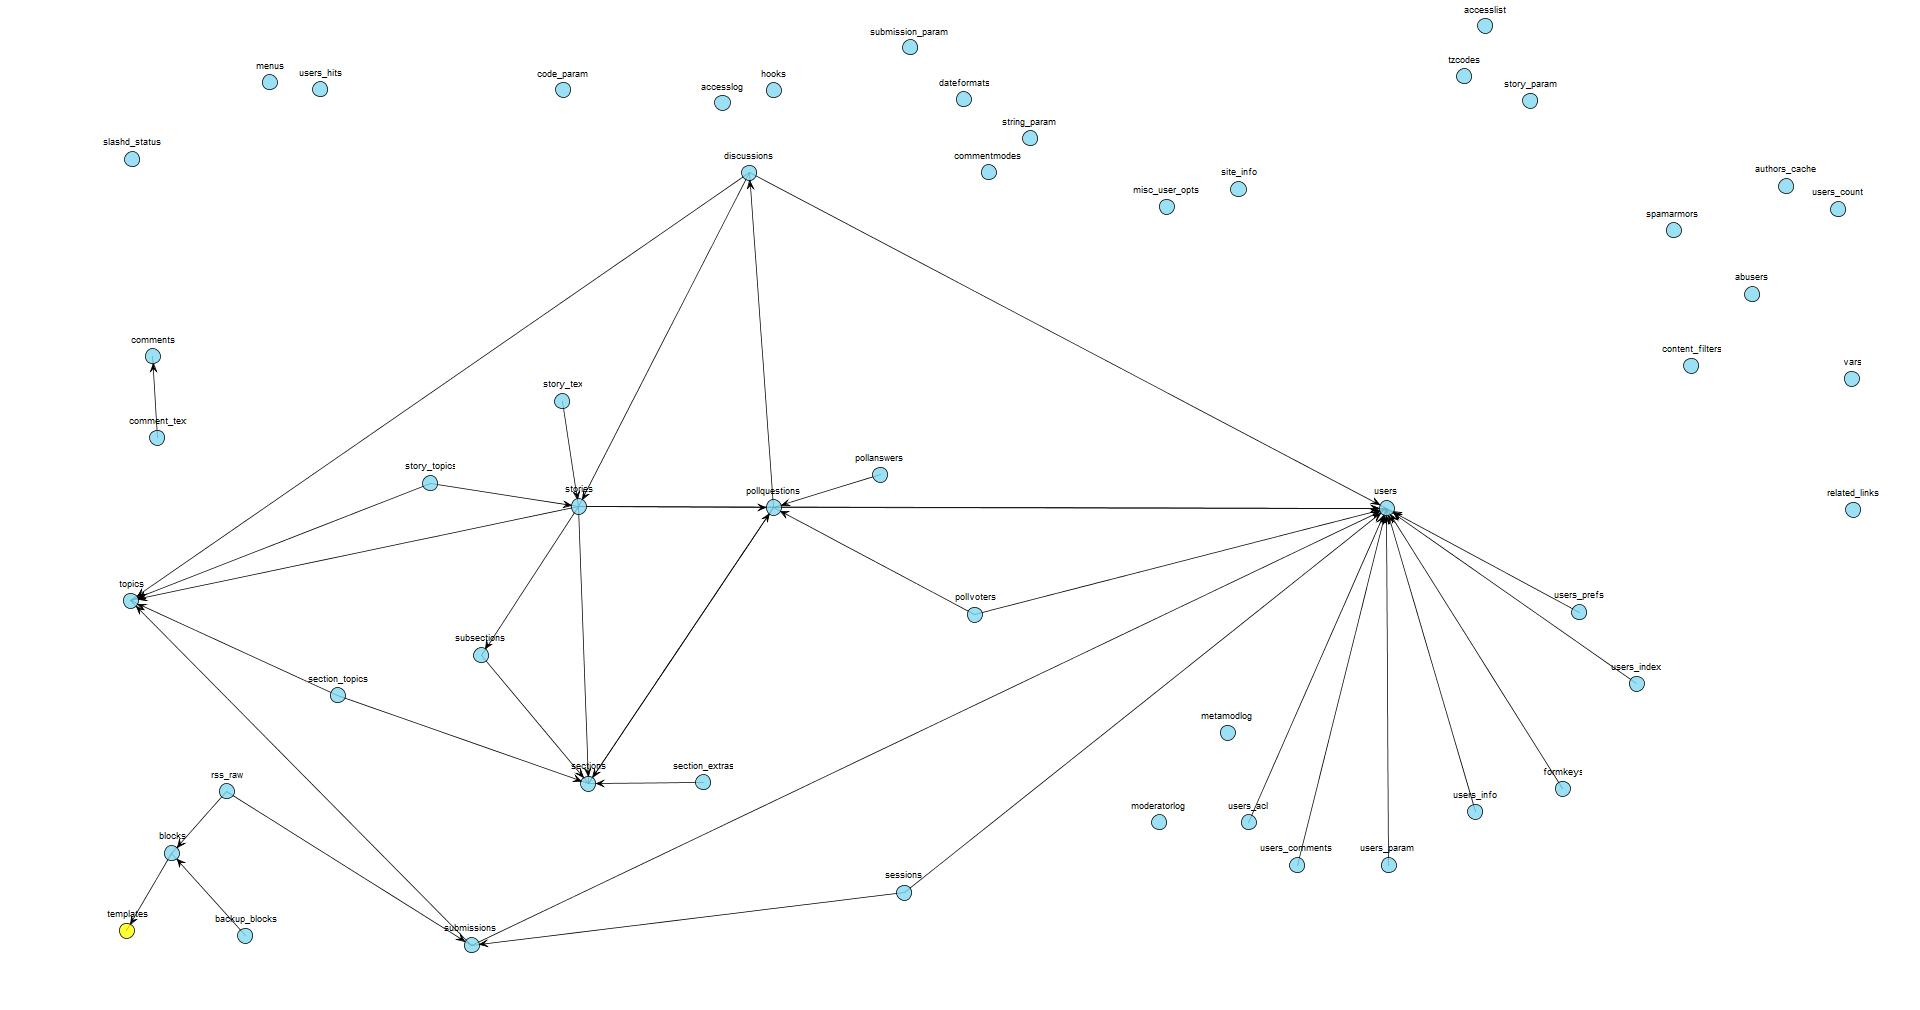 accesslist
submission_param
tzcodes
menus
users_hits
code_param
hooks
accesslog
dateformats
story_param
string_param
slashd_status
discussions
commentmodes
authors_cache
site_info
misc_user_opts
users_count
spamarmors
abusers
comments
content_filters
vars
story_tex
comment_tex
pollanswers
story_topics
stories
pollquestions
users
related_links
topics
pollvoters
users_prefs
subsections
users_index
section_topics
metamodlog
sections
section_extras
rss_raw
formkeys
users_info
moderatorlog
users_acl
blocks
users_comments
users_param
sessions
templates
backup_blocks
submissions